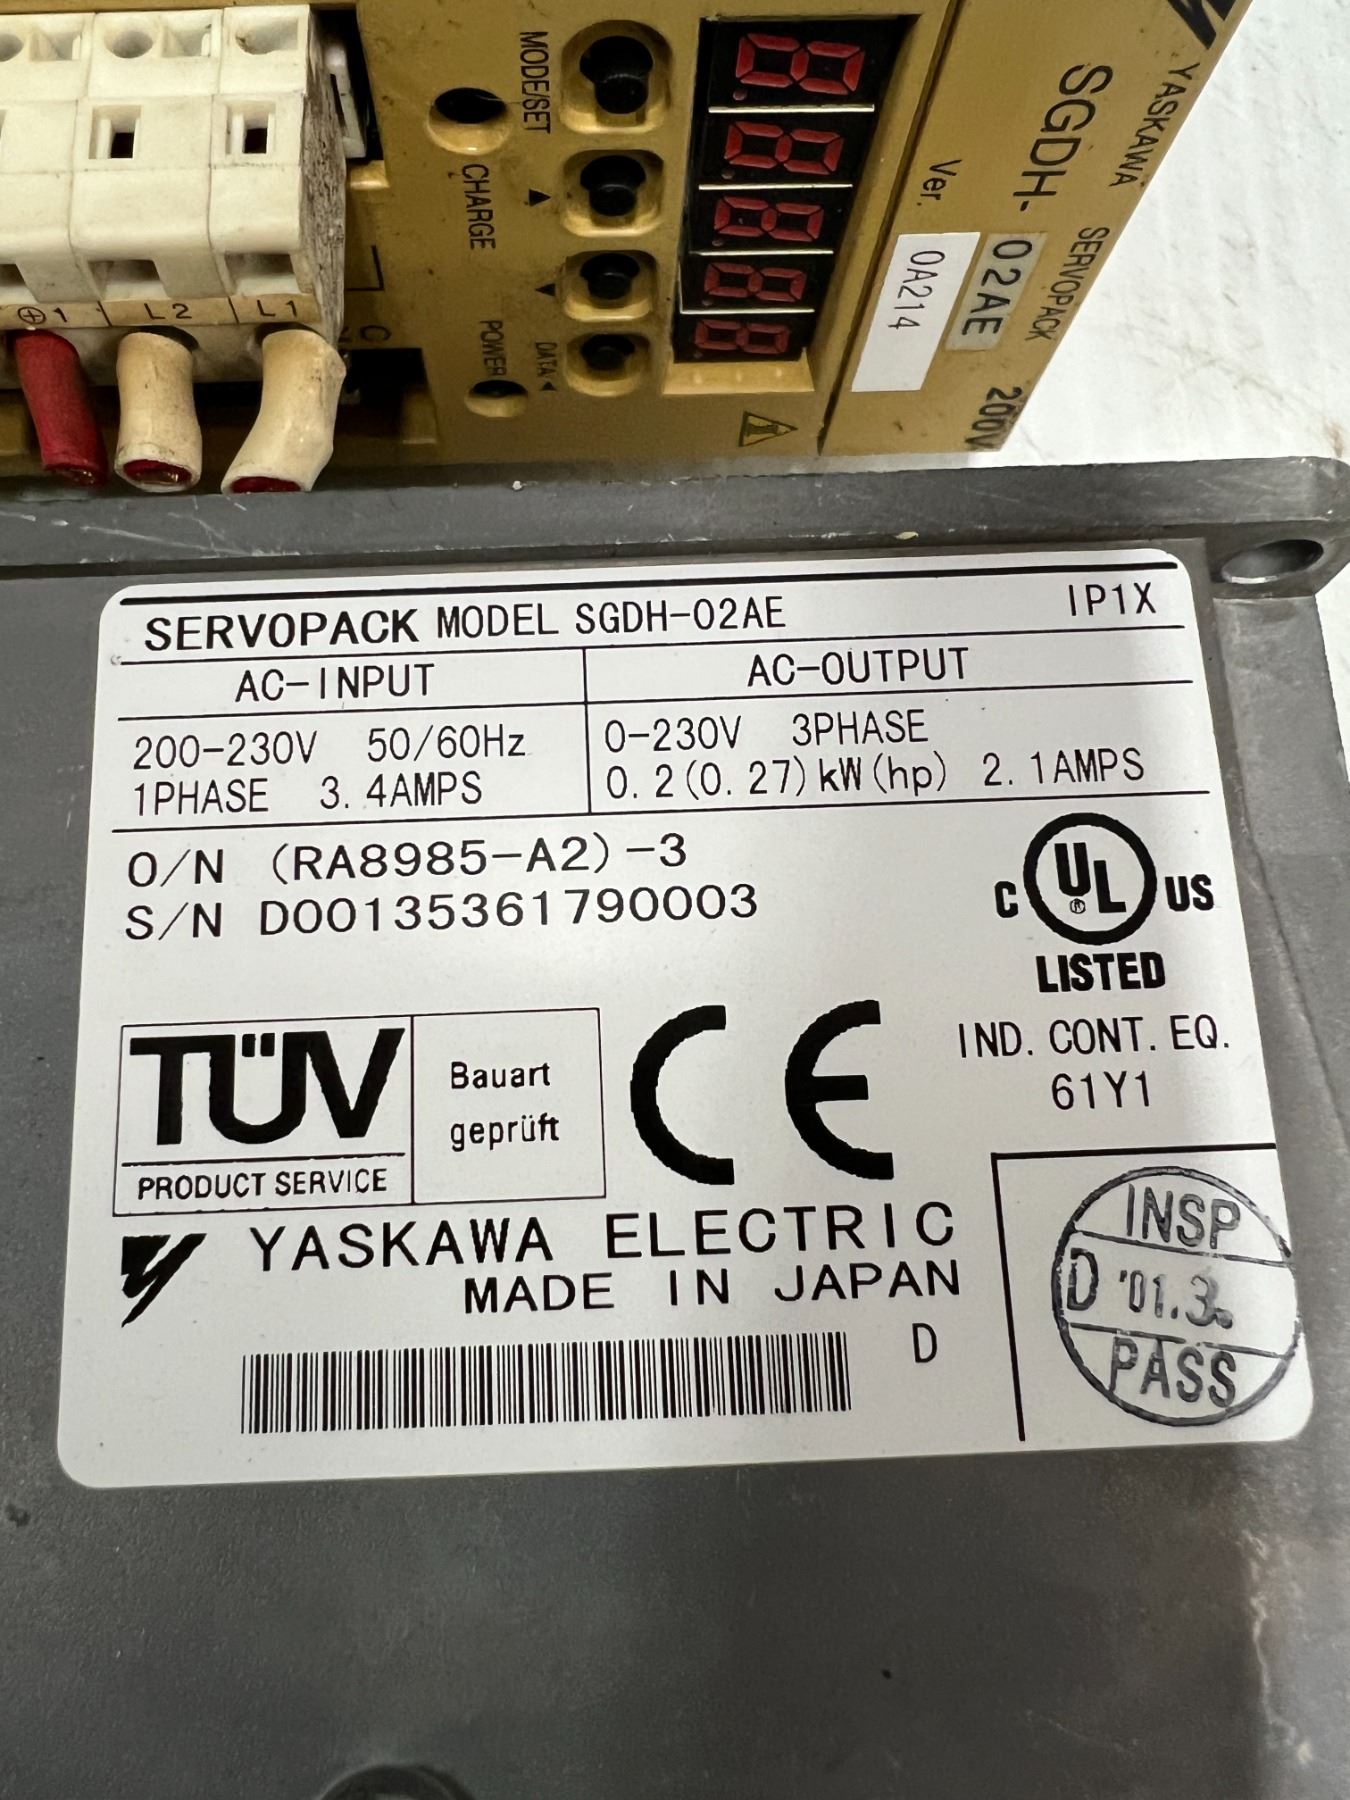 YASKAWA SERVOPACK
SGDH-02AE 200V
Ver. 0A214
MODE/SET
▲
▼
DATA◄
CHARGE
POWER
⏚1 L2 L1
C
SERVOPACK MODEL SGDH-02AE IP1X
AC-INPUT AC-OUTPUT
200-230V 50/60Hz 0-230V 3PHASE
1PHASE 3.4AMPS 0.2(0.27)kW(hp) 2.1AMPS
O/N (RA8985-A2)-3
S/N D00135361790003
C UL® US
LISTED
IND. CONT. EQ.
61Y1
TÜV
PRODUCT SERVICE
Bauart
geprüft
CE
YASKAWA ELECTRIC
MADE IN JAPAN
D
INSP
D '01.3.
PASS